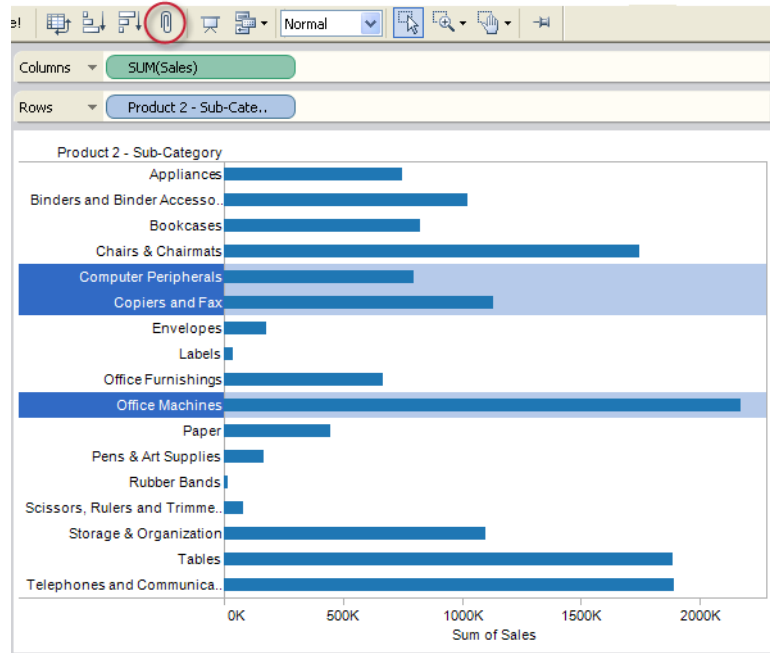 e!
Normal
Columns SUM(Sales)
Rows Product 2 - Sub-Cate..
Product 2 - Sub-Category
Appliances
Binders and Binder Accesso..
Bookcases
Chairs & Chairmats
Computer Peripherals
Copiers and Fax
Envelopes
Labels
Office Furnishings
Office Machines
Paper
Pens & Art Supplies
Rubber Bands
Scissors, Rulers and Trimme..
Storage & Organization
Tables
Telephones and Communica..
0K 500K 1000K 1500K 2000K
Sum of Sales